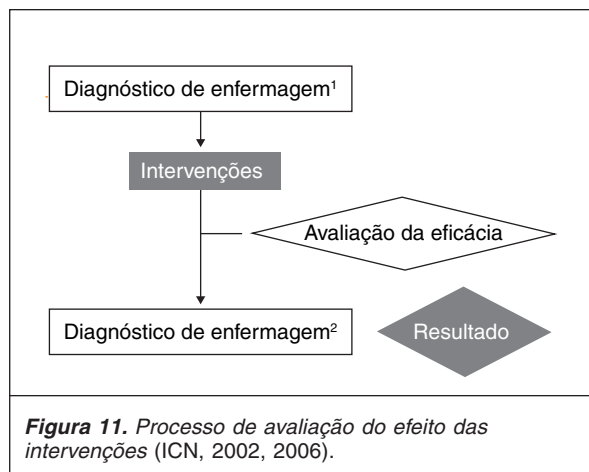 Diagnóstico de enfermagem¹
Intervenções
Avaliação da eficácia
Diagnóstico de enfermagem²
Resultado
Figura 11. Processo de avaliação do efeito das
intervenções (ICN, 2002, 2006).